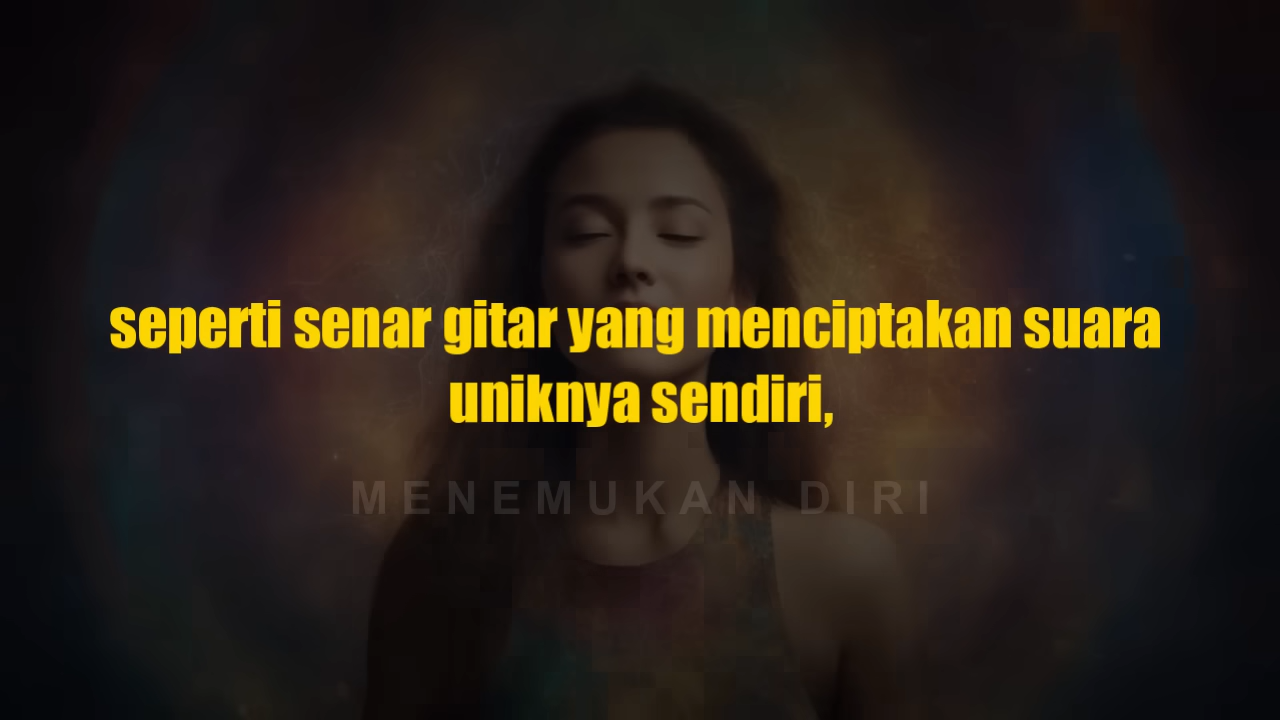 seperti senar gitar yang menciptakan suara
uniknya sendiri,
MENEMUKAN DIRI